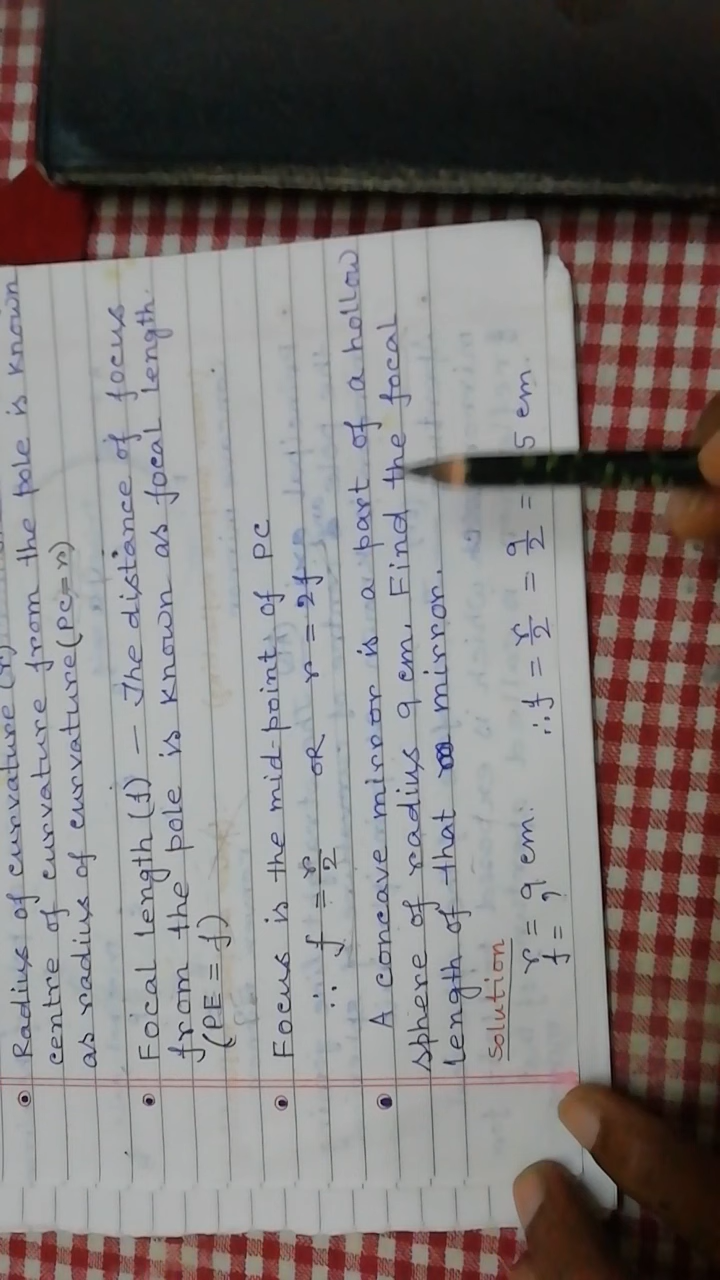 Radius of curvature (r)
centre of curvature from the pole is known
as radius of curvature (PC=r)
Focal length (f) — The distance of focus
from the pole is known as focal length.
(PE = f)
Focus is the mid-point of PC
∴ f = r/2 OR r = 2f
A concave mirror is a part of a hollow
sphere of radius 9 cm. Find the focal
length of that mirror.
Solution
r = 9 cm. ∴ f = r/2 = 9/2 = 5 cm.
f = ?